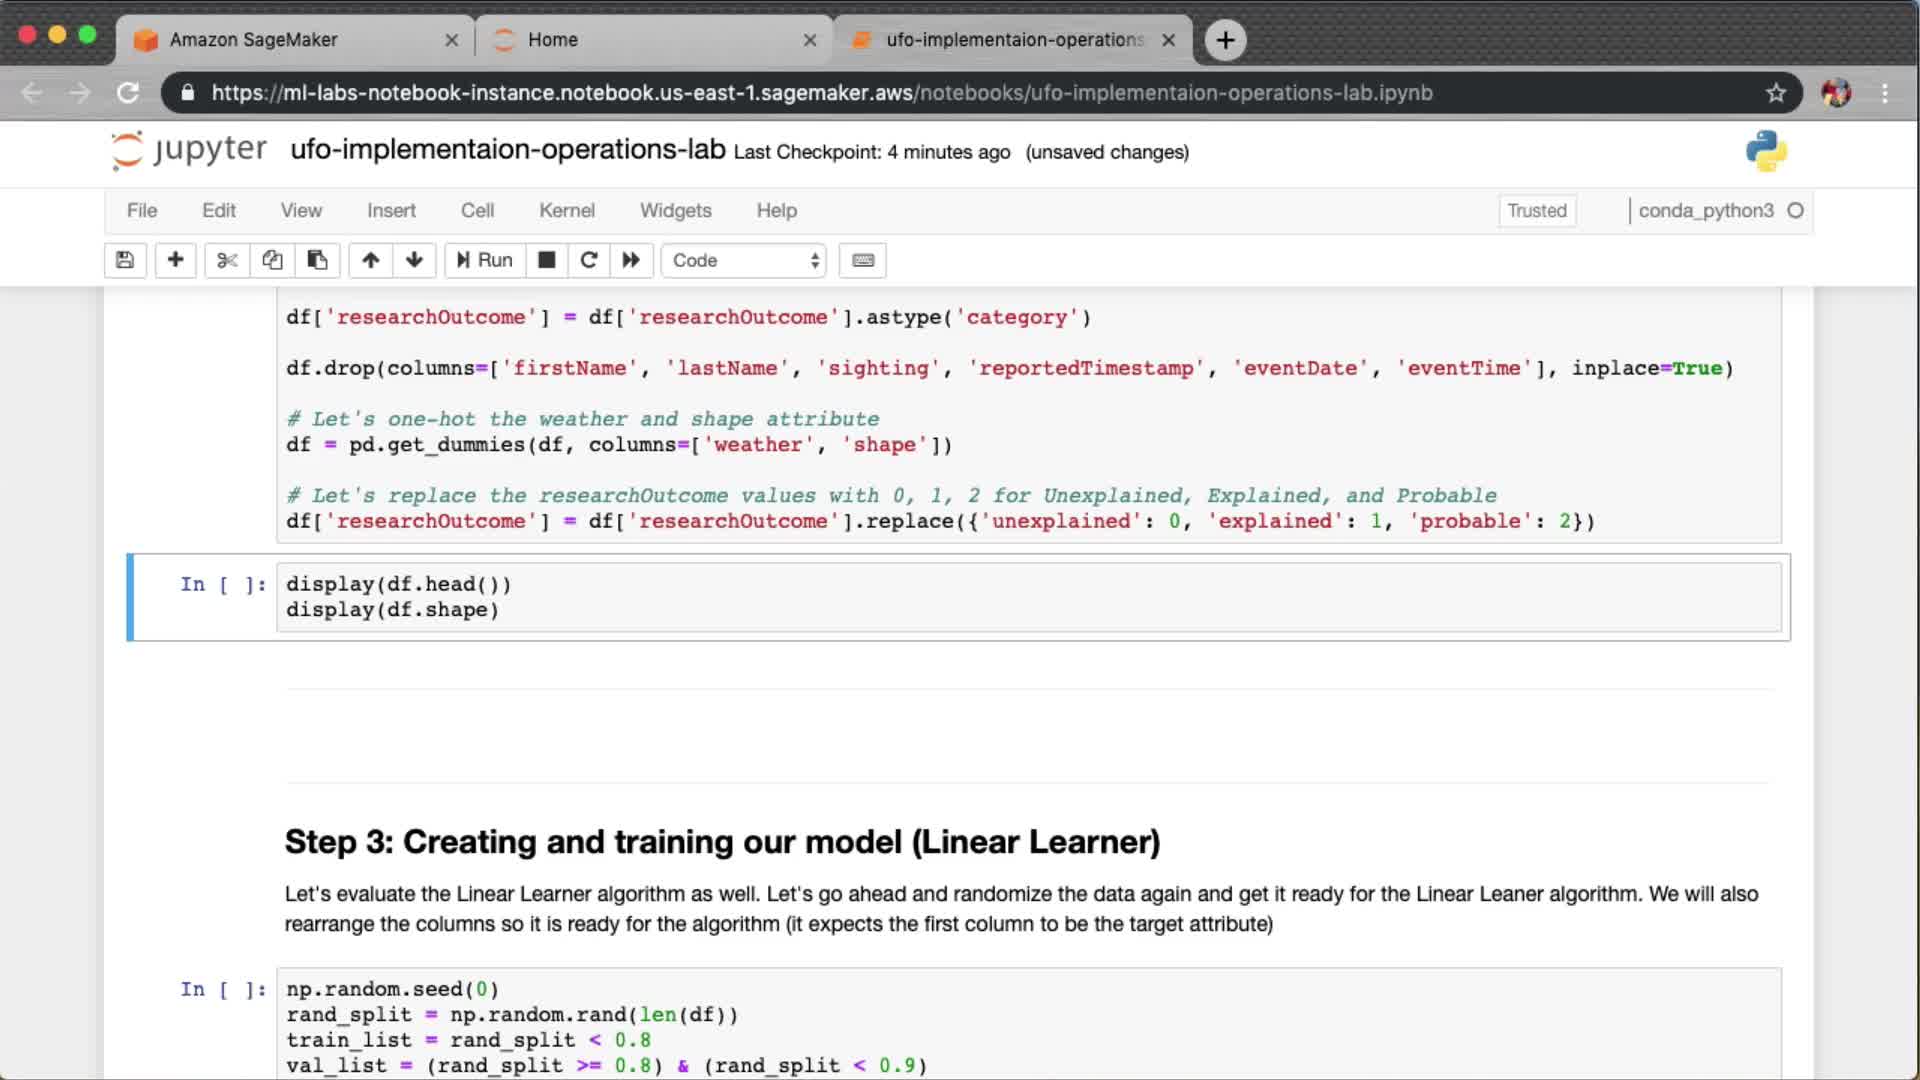 Amazon SageMaker
Home
ufo-implementaion-operations
https://ml-labs-notebook-instance.notebook.us-east-1.sagemaker.aws/notebooks/ufo-implementaion-operations-lab.ipynb
jupyter ufo-implementaion-operations-lab Last Checkpoint: 4 minutes ago (unsaved changes)
File Edit View Insert Cell Kernel Widgets Help Trusted conda_python3
Run Code
df['researchOutcome'] = df['researchOutcome'].astype('category')
df.drop(columns=['firstName', 'lastName', 'sighting', 'reportedTimestamp', 'eventDate', 'eventTime'], inplace=True)
# Let's one-hot the weather and shape attribute
df = pd.get_dummies(df, columns=['weather', 'shape'])
# Let's replace the researchOutcome values with 0, 1, 2 for Unexplained, Explained, and Probable
df['researchOutcome'] = df['researchOutcome'].replace({'unexplained': 0, 'explained': 1, 'probable': 2})
In [ ]: display(df.head())
display(df.shape)
Step 3: Creating and training our model (Linear Learner)
Let's evaluate the Linear Learner algorithm as well. Let's go ahead and randomize the data again and get it ready for the Linear Leaner algorithm. We will also
rearrange the columns so it is ready for the algorithm (it expects the first column to be the target attribute)
In [ ]: np.random.seed(0)
rand_split = np.random.rand(len(df))
train_list = rand_split < 0.8
val_list = (rand_split >= 0.8) & (rand_split < 0.9)